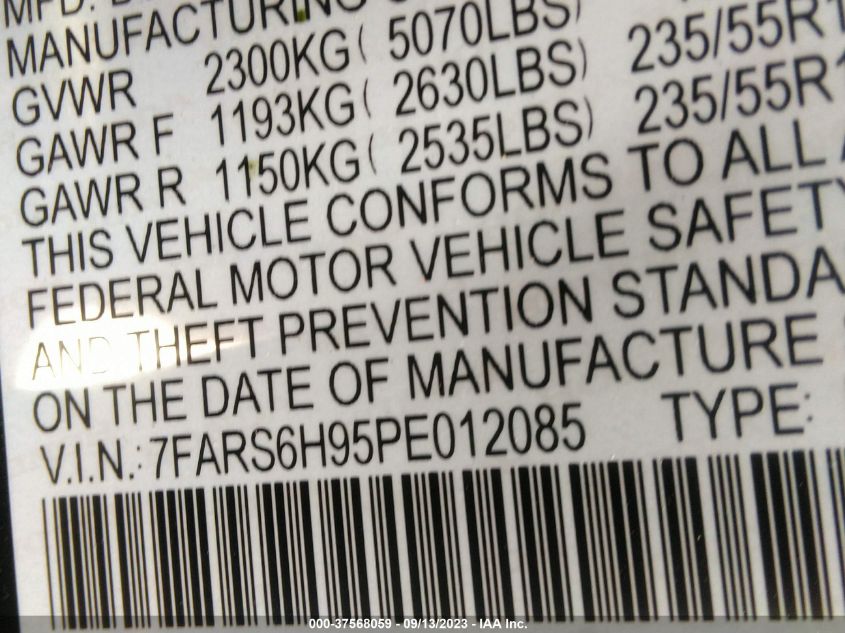 MANUFACTURING
GVWR 2300KG( 5070LBS) 235/55R1
GAWR F 1193KG( 2630LBS) 235/55R1
GAWR R 1150KG( 2535LBS)
THIS VEHICLE CONFORMS TO ALL A
FEDERAL MOTOR VEHICLE SAFETY
AND THEFT PREVENTION STANDA
ON THE DATE OF MANUFACTURE
V.I.N.: 7FARS6H95PE012085 TYPE:
000-37568059 - 09/13/2023 - IAA Inc.